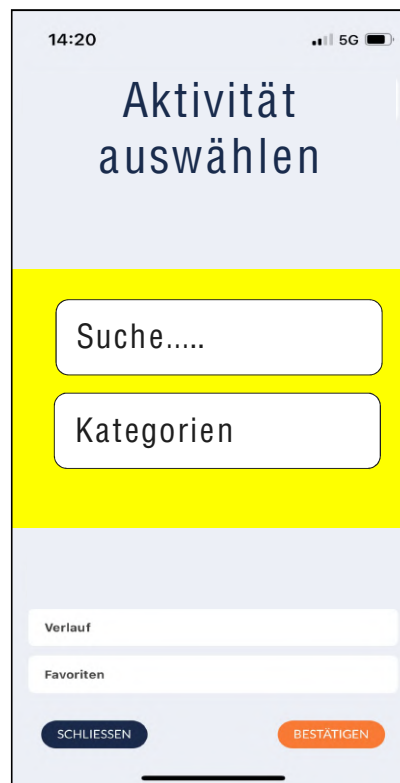 14:20
5G
Aktivität
auswählen
Suche.....
Kategorien
Verlauf
Favoriten
SCHLIESSEN
BESTÄTIGEN